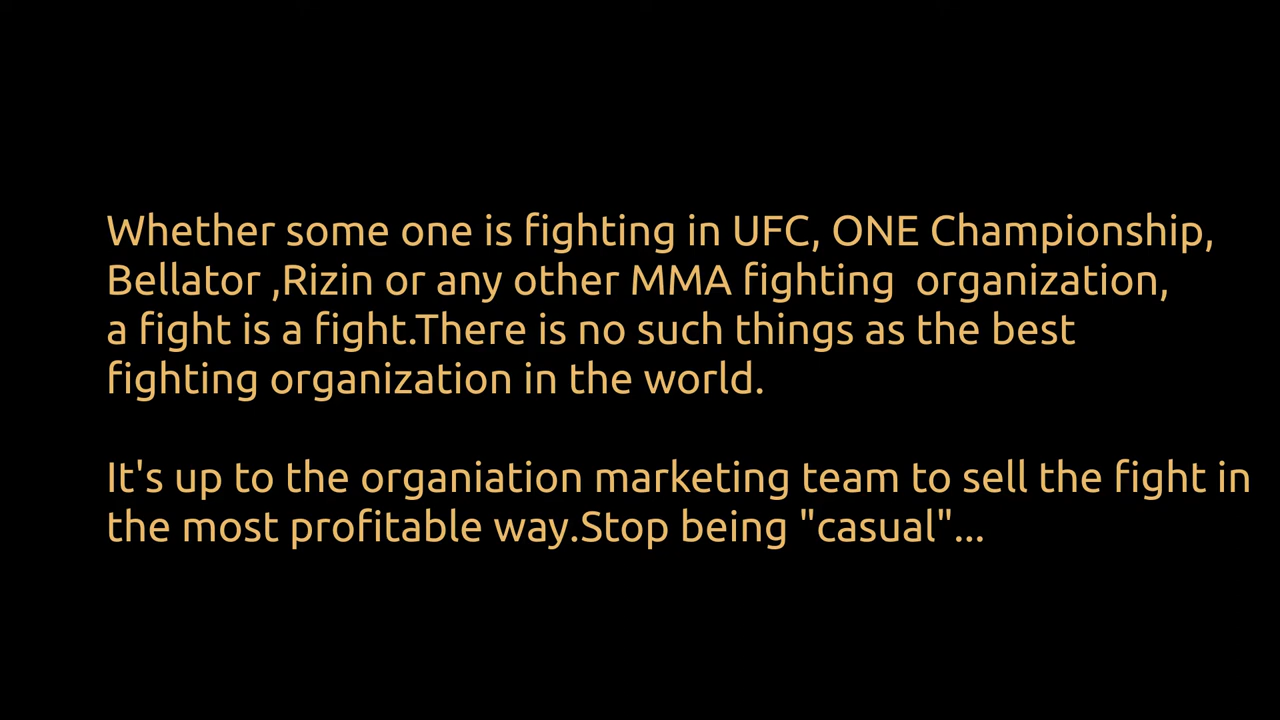 Whether some one is fighting in UFC, ONE Championship,
Bellator ,Rizin or any other MMA fighting  organization,
a fight is a fight.There is no such things as the best
fighting organization in the world.
It's up to the organiation marketing team to sell the fight in
the most profitable way.Stop being "casual"...